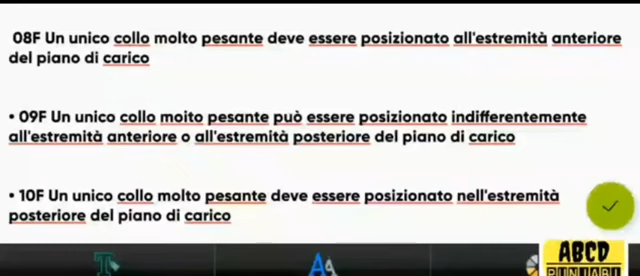 08F Un unico collo molto pesante deve essere posizionato all'estremità anteriore
del piano di carico
• 09F Un unico collo moito pesante può essere posizionato indifferentemente
all'estremità anteriore o all'estremità posteriore del piano di carico
• 10F Un unico collo molto pesante deve essere posizionato nell'estremità
posteriore del piano di carico
ABCD
PUNJABI